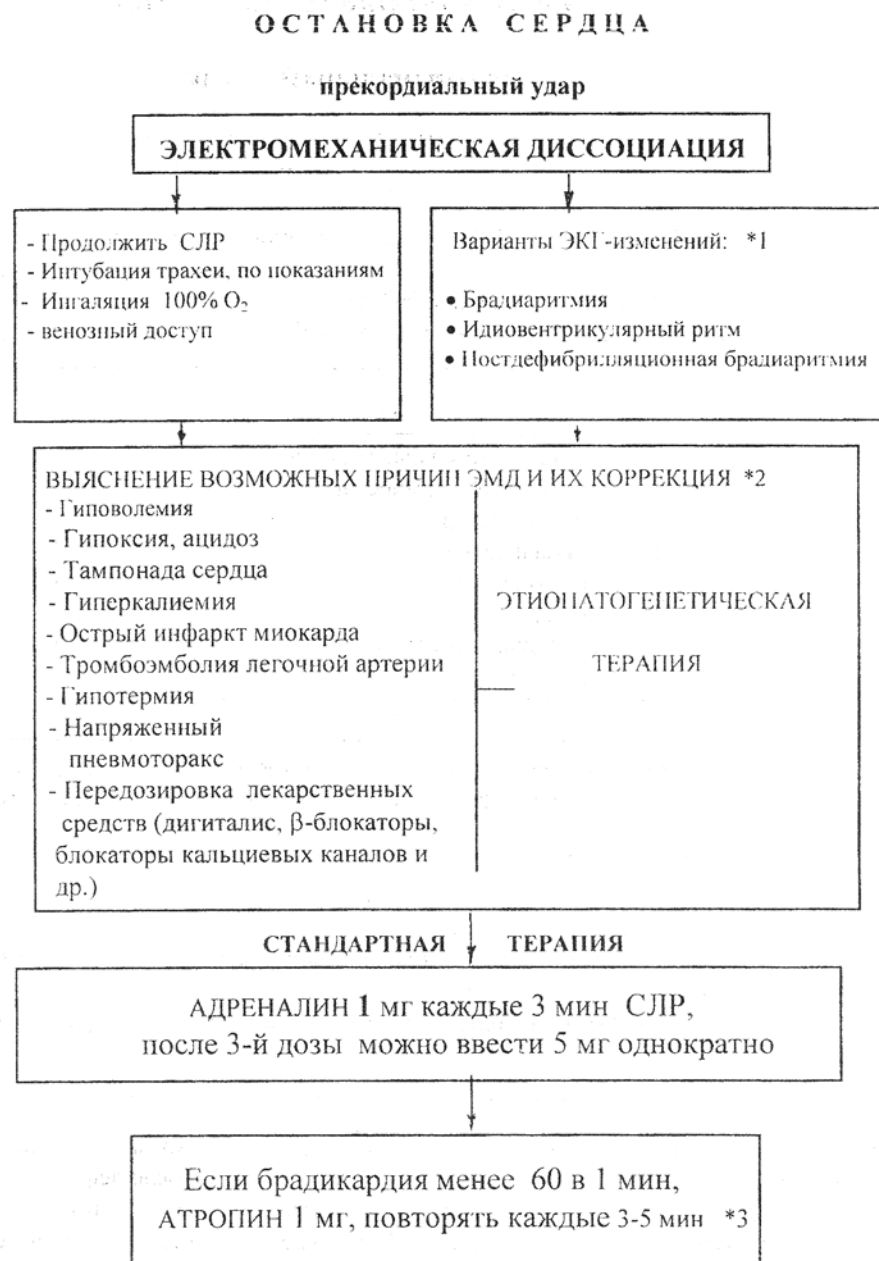 ОСТАНОВКА СЕРДЦА
прекордиальный удар
ЭЛЕКТРОМЕХАНИЧЕСКАЯ ДИССОЦИАЦИЯ
- Продолжить СЛР
- Интубация трахеи, по показаниям
- Ингаляция 100% O₂
- венозный доступ
Варианты ЭКГ-изменений: *1
• Брадиаритмия
• Идиовентрикулярный ритм
• Постдефибрилляционная брадиаритмия
ВЫЯСНЕНИЕ ВОЗМОЖНЫХ ПРИЧИН ЭМД И ИХ КОРРЕКЦИЯ *2
- Гиповолемия
- Гипоксия, ацидоз
- Тампонада сердца
- Гиперкалиемия
- Острый инфаркт миокарда
- Тромбоэмболия легочной артерии
- Гипотермия
- Напряженный
пневмоторакс
- Передозировка лекарственных
средств (дигиталис, β-блокаторы,
блокаторы кальциевых каналов и
др.)
ЭТИОПАТОГЕНЕТИЧЕСКАЯ
ТЕРАПИЯ
СТАНДАРТНАЯ ТЕРАПИЯ
АДРЕНАЛИН 1 мг каждые 3 мин СЛР,
после 3-й дозы можно ввести 5 мг однократно
Если брадикардия менее 60 в 1 мин,
АТРОПИН 1 мг, повторять каждые 3-5 мин *3